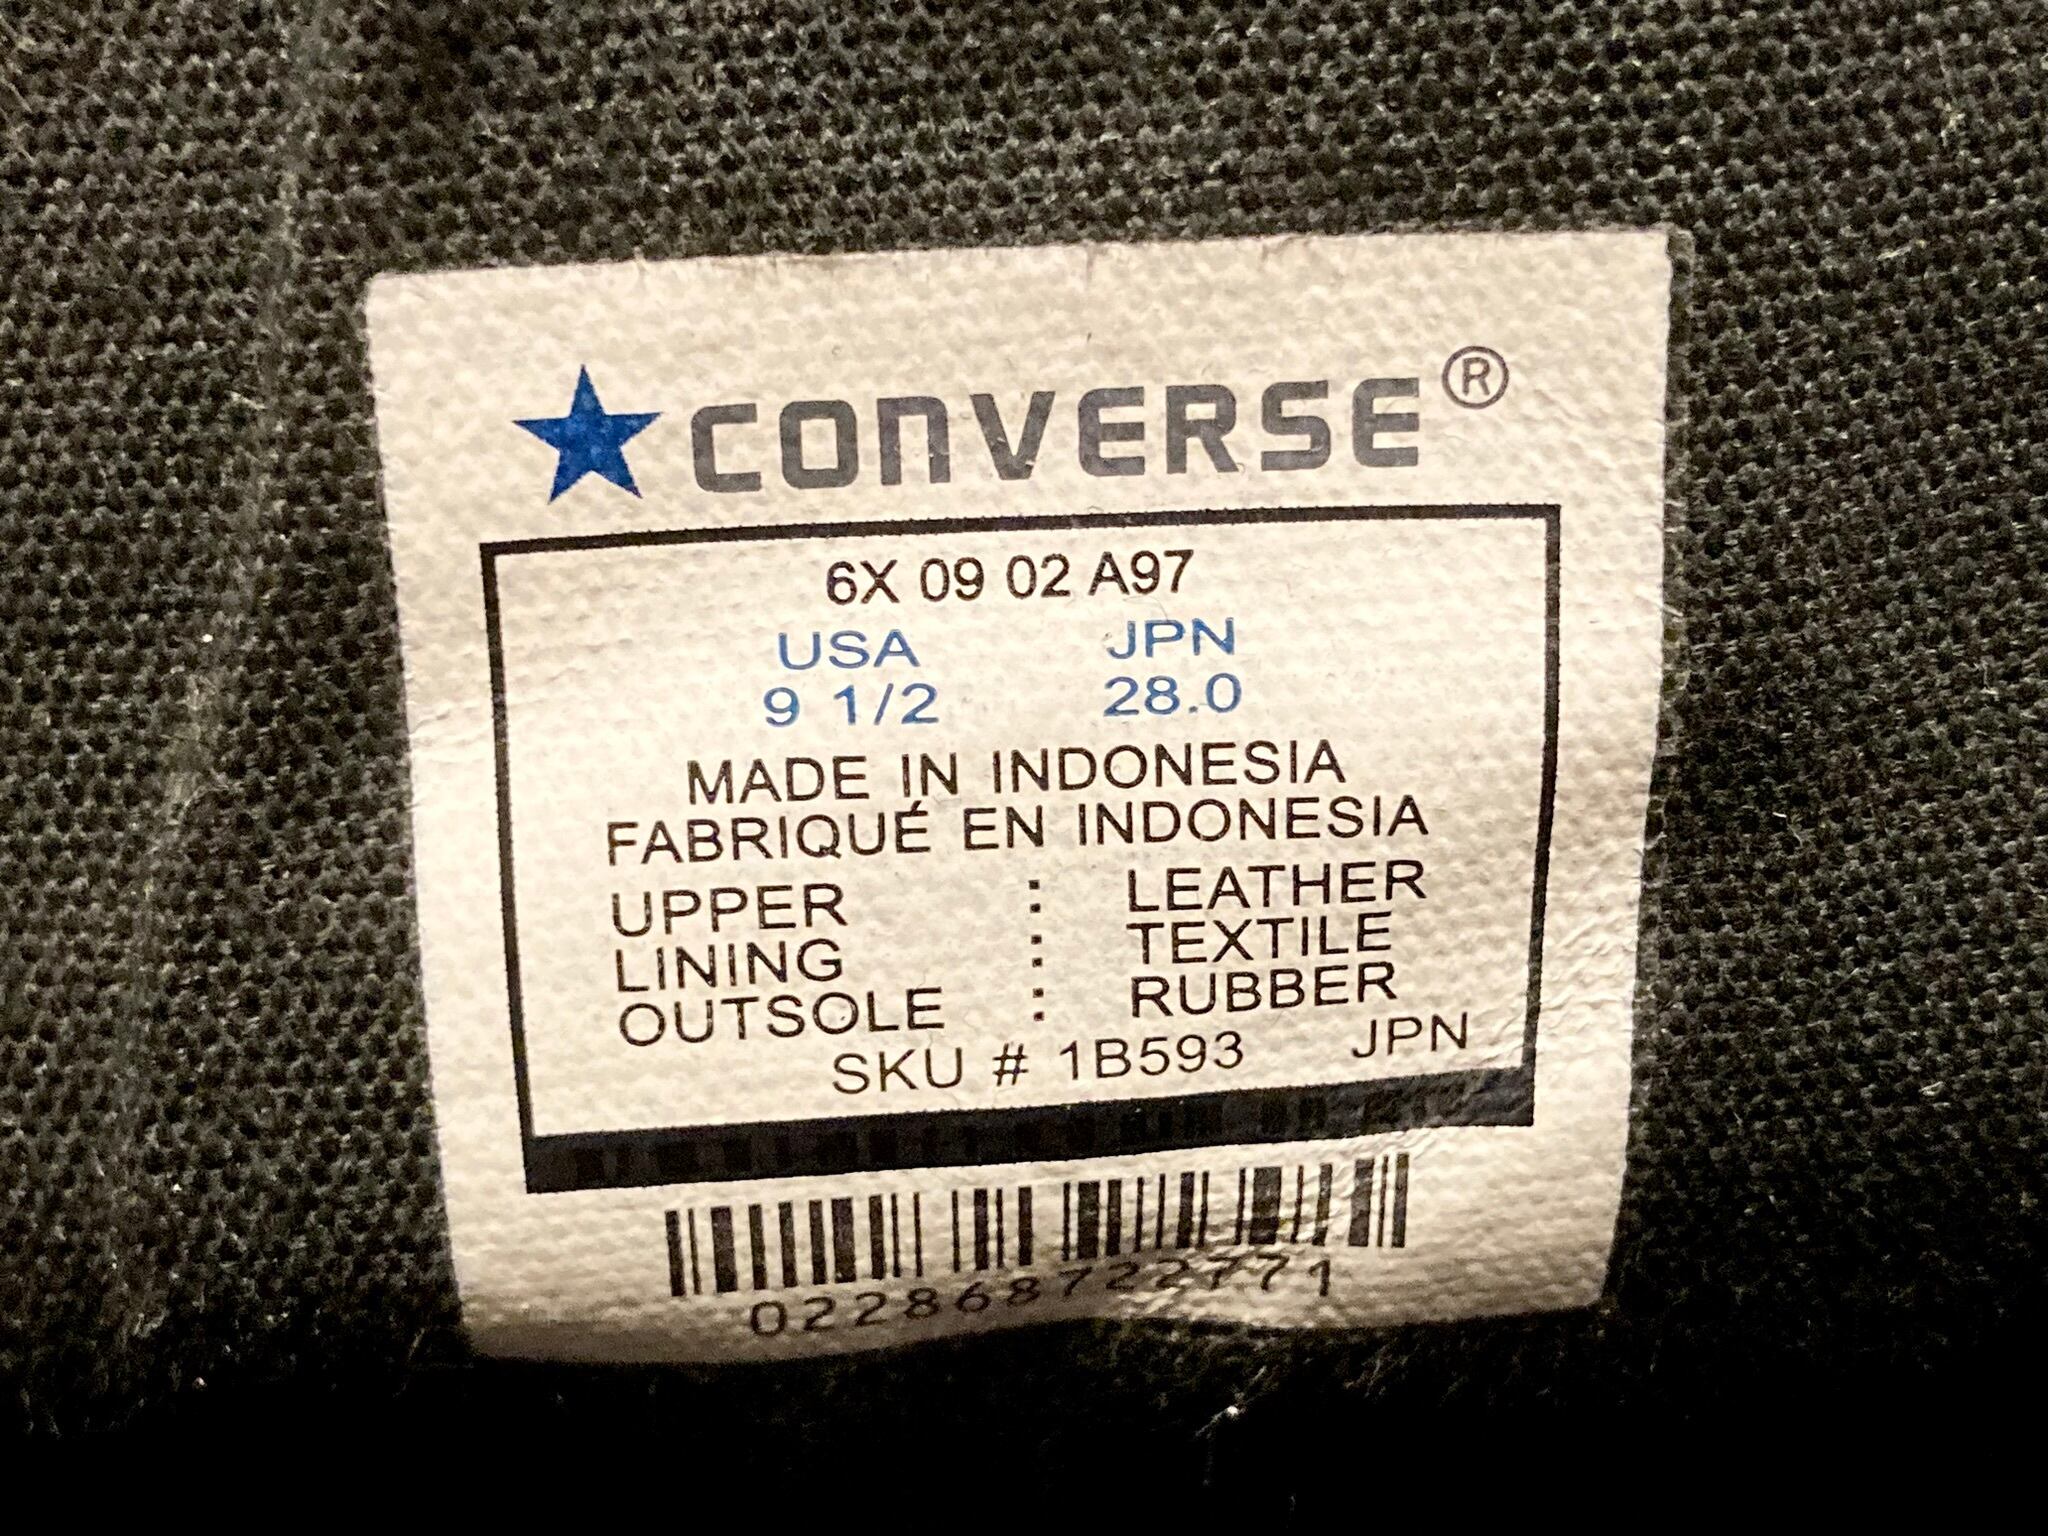 CONVERSE®
6X 09 02 A97
USA JPN
9 1/2 28.0
MADE IN INDONESIA
FABRIQUÉ EN INDONESIA
UPPER : LEATHER
LINING : TEXTILE
OUTSOLE : RUBBER
SKU # 1B593 JPN
022868722771